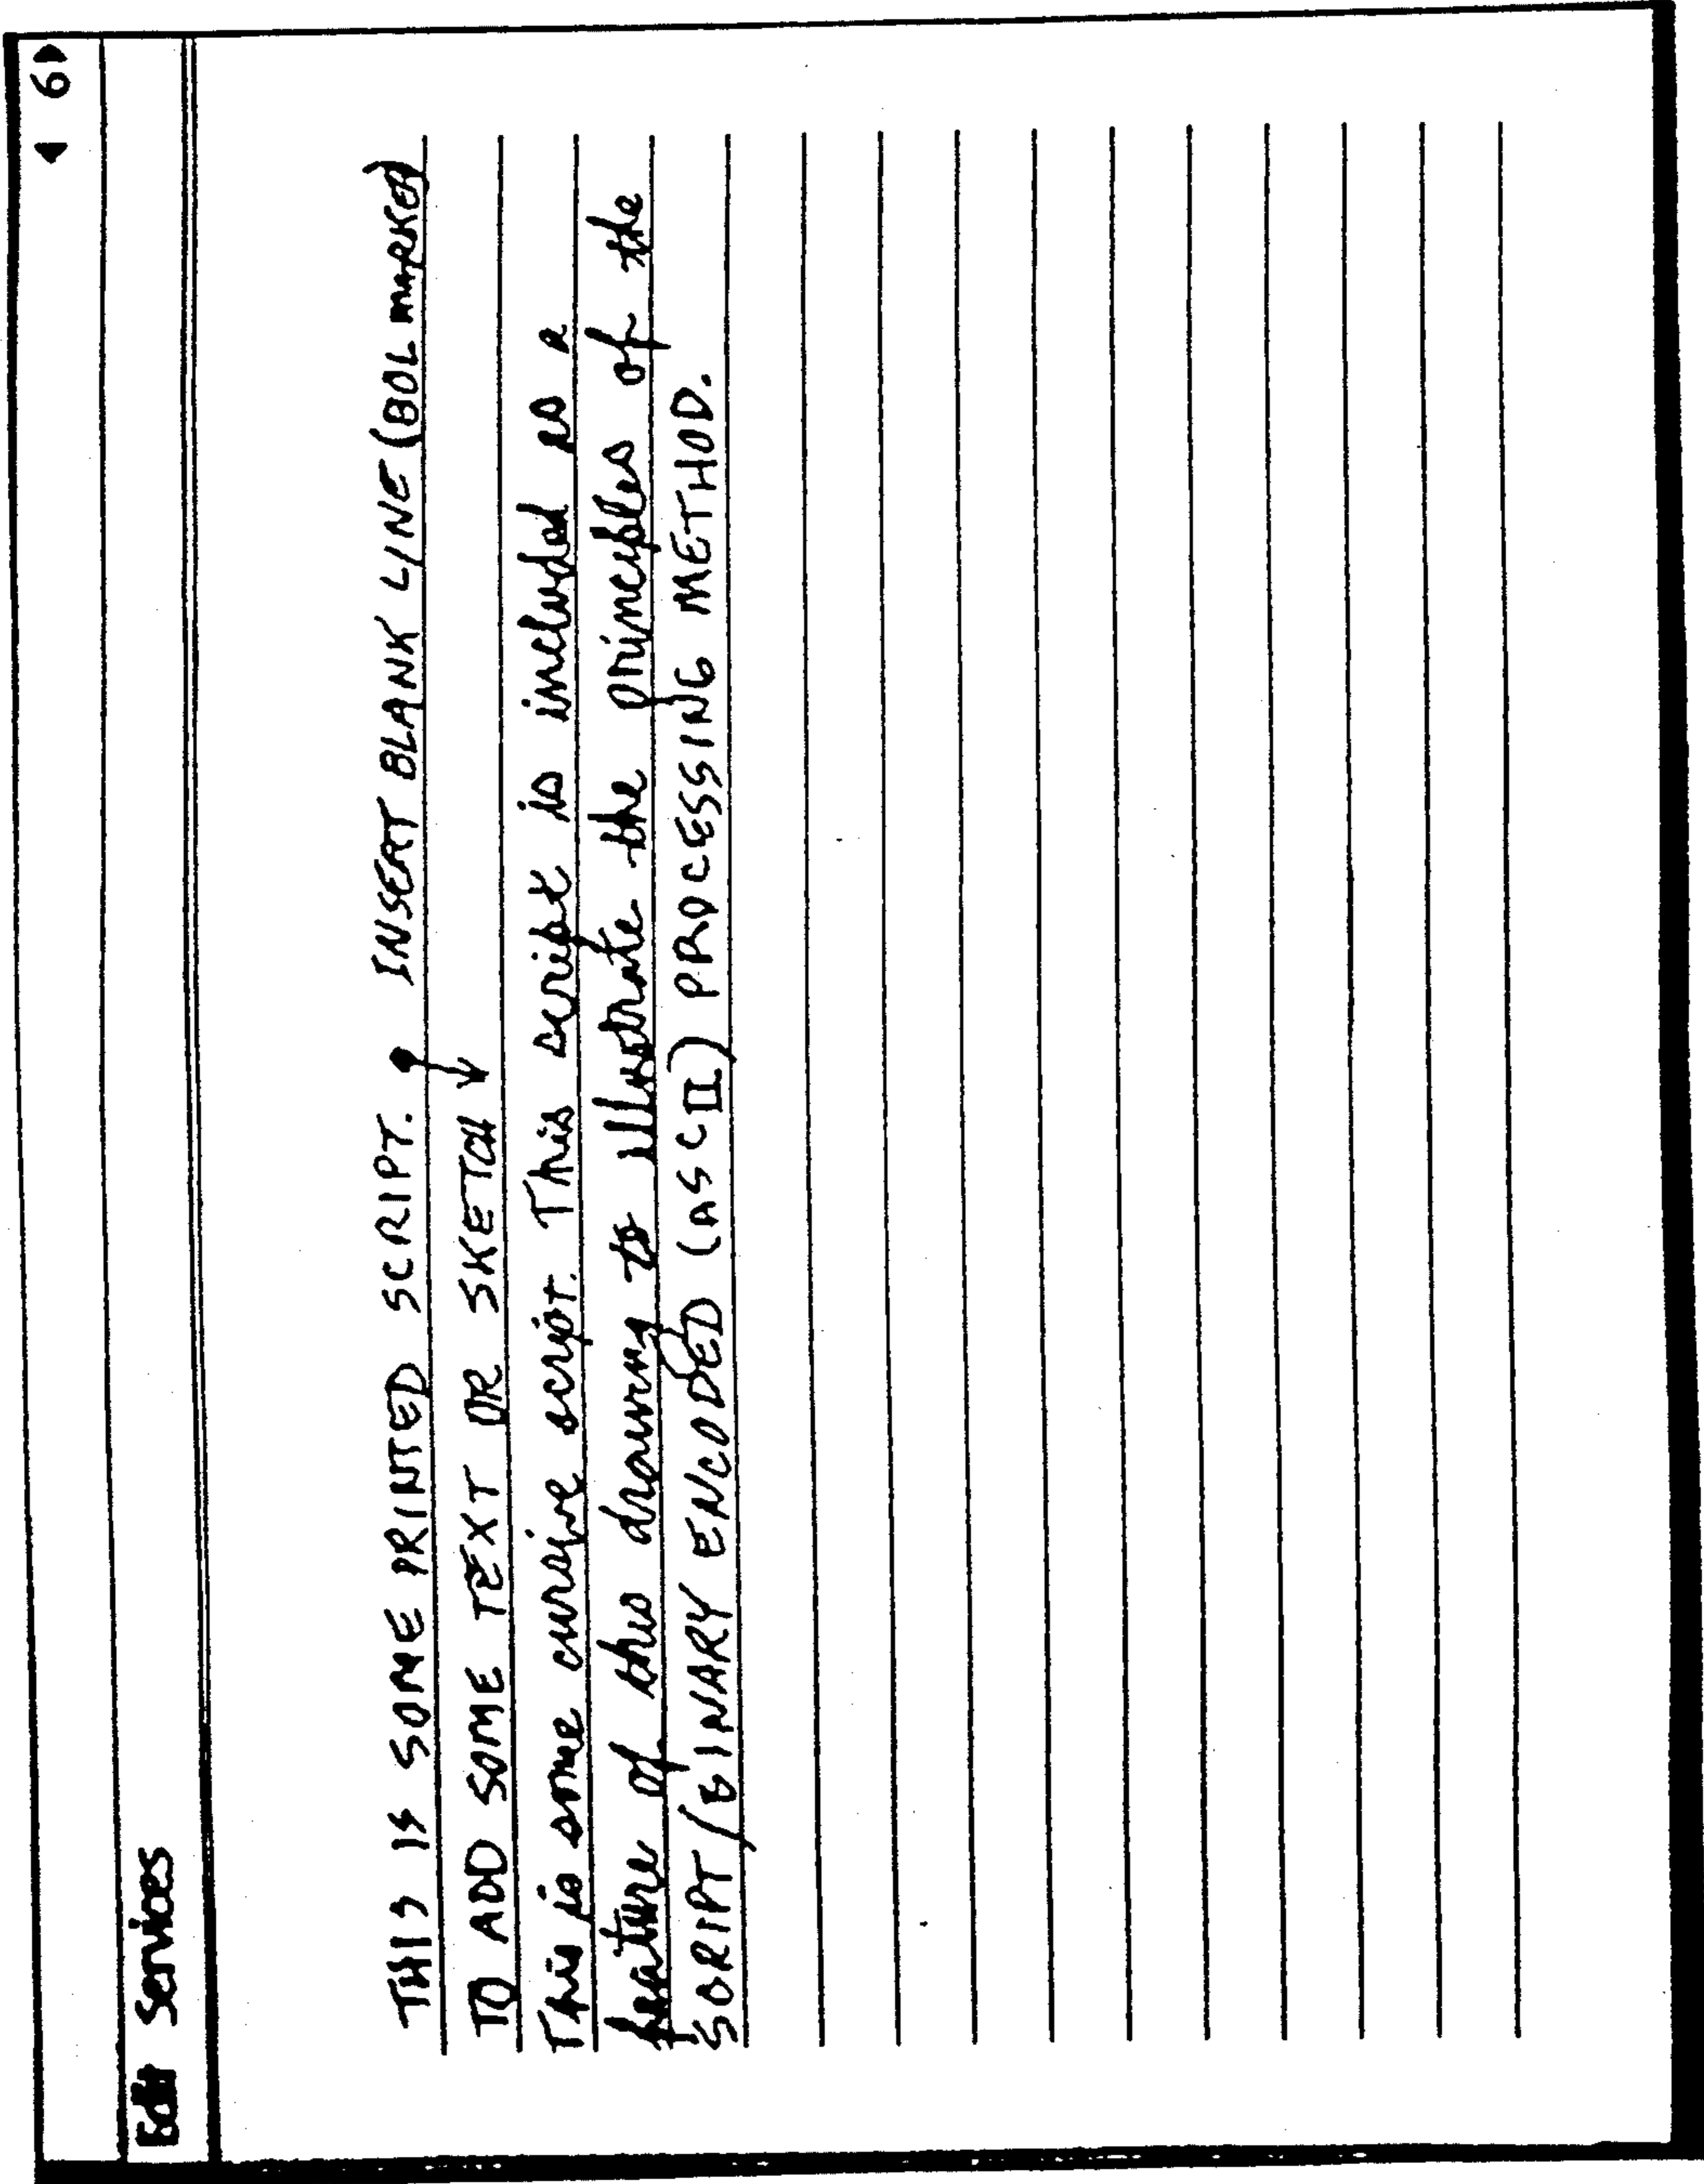 ◀ 6 ▶
Edit Services
THIS IS SOME PRINTED SCRIPT. INSERT BLANK LINE (BOL MARKED)
TO ADD SOME TEXT OR SKETCH
This is some cursive script. This script is included as a
feature of this drawing to illustrate the principles of the
SCRIPT/BINARY ENCODED (ASCII) PROCESSING METHOD.